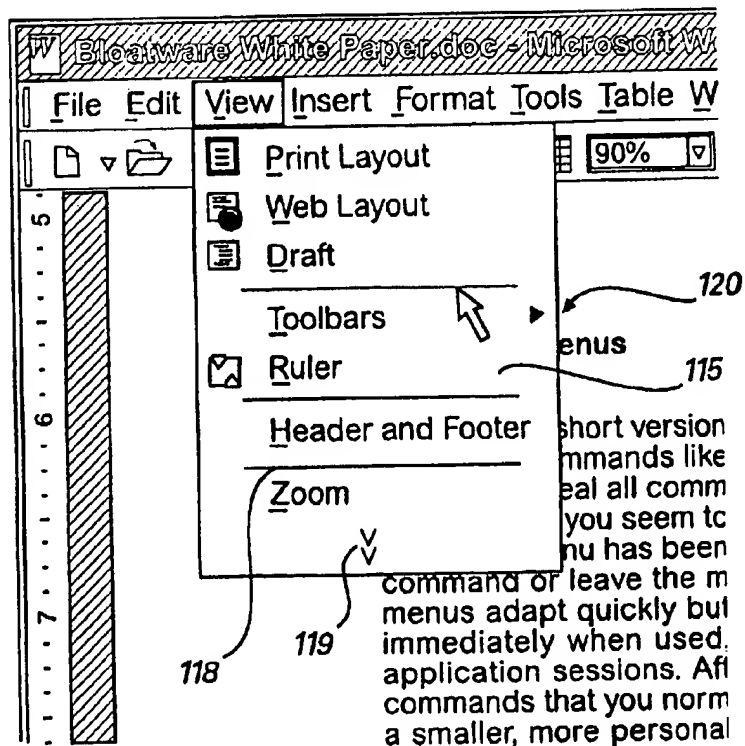 W Bloatware White Paper.doc - Microsoft W
File Edit View Insert Format Tools Table W
90%
Print Layout
Web Layout
Draft
Toolbars
Ruler
Header and Footer
Zoom
120
115
118
119
5
6
7
enus
short version
mmands like
eal all comm
you seem to
nu has been
command or leave the m
menus adapt quickly but
immediately when used,
application sessions. Aft
commands that you norm
a smaller, more personal